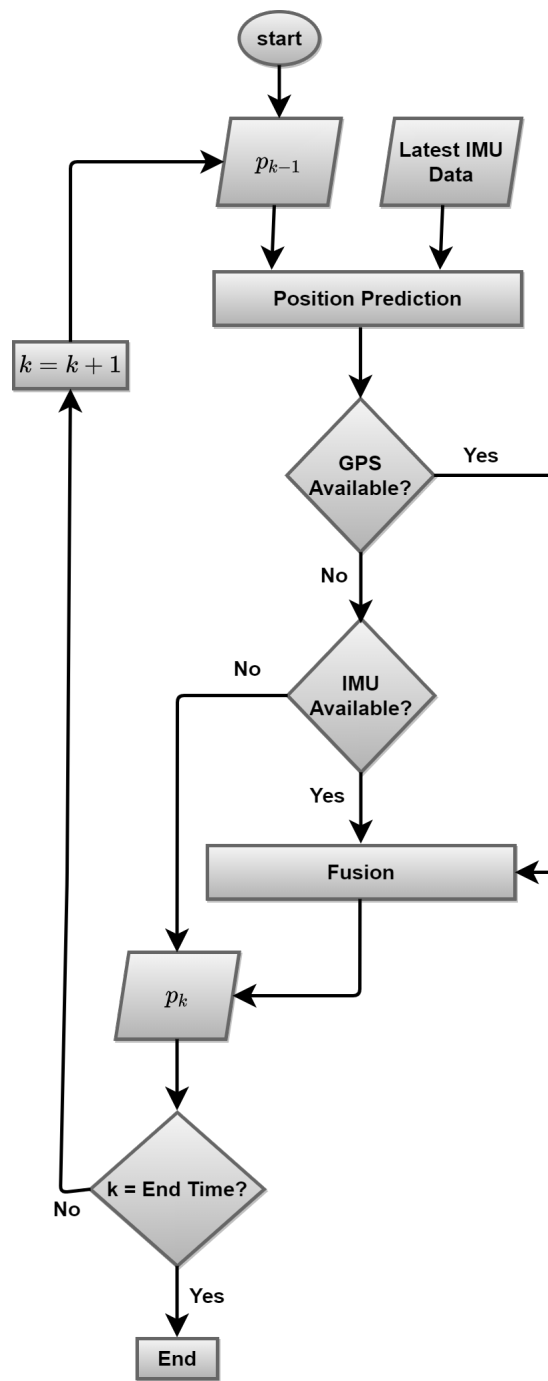 start
p_{k-1}
Latest IMU
Data
Position Prediction
k = k + 1
GPS
Available?
Yes
No
IMU
Available?
No
Yes
Fusion
p_k
k = End Time?
No
Yes
End